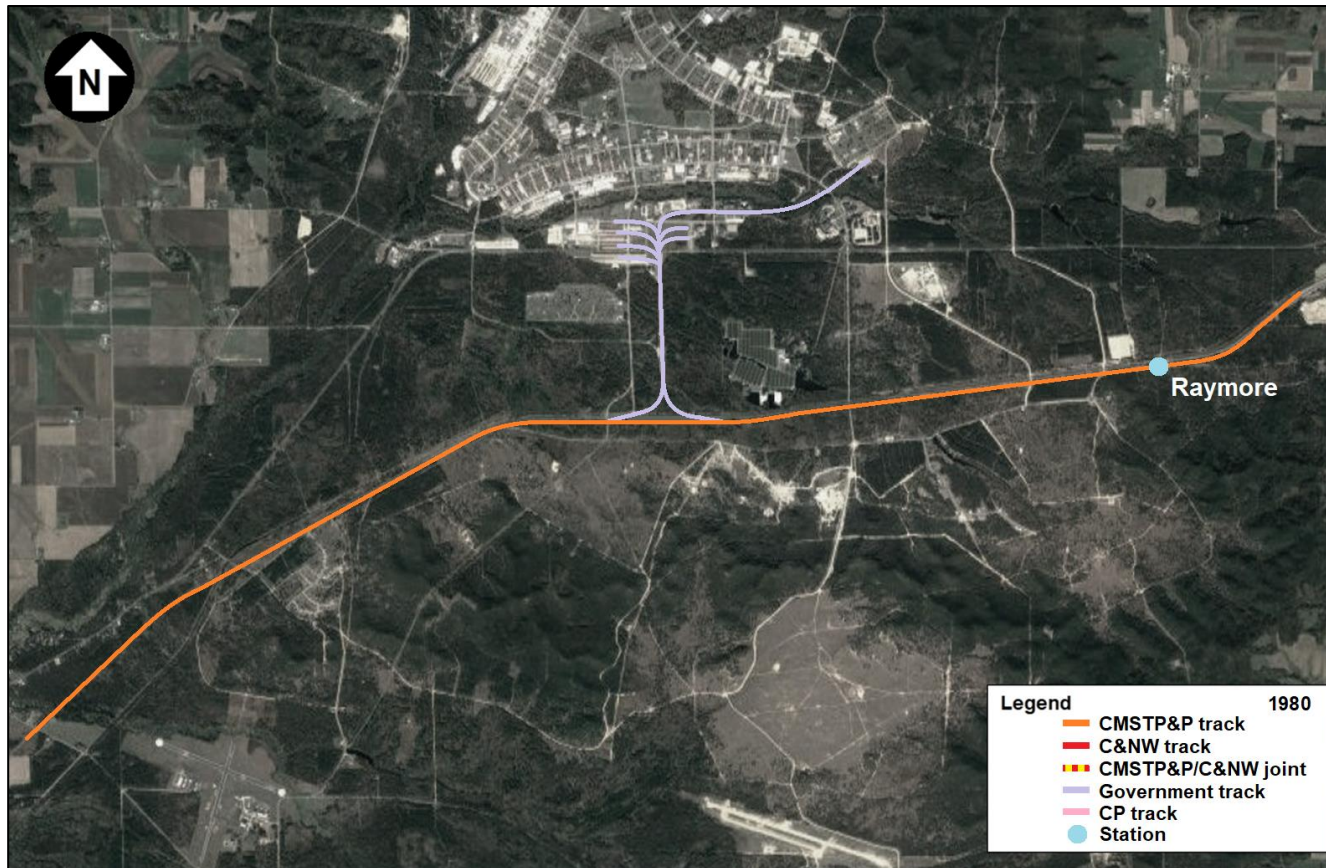 N
Raymore
Legend 1980
CMSTP&P track
C&NW track
CMSTP&P/C&NW joint
Government track
CP track
Station